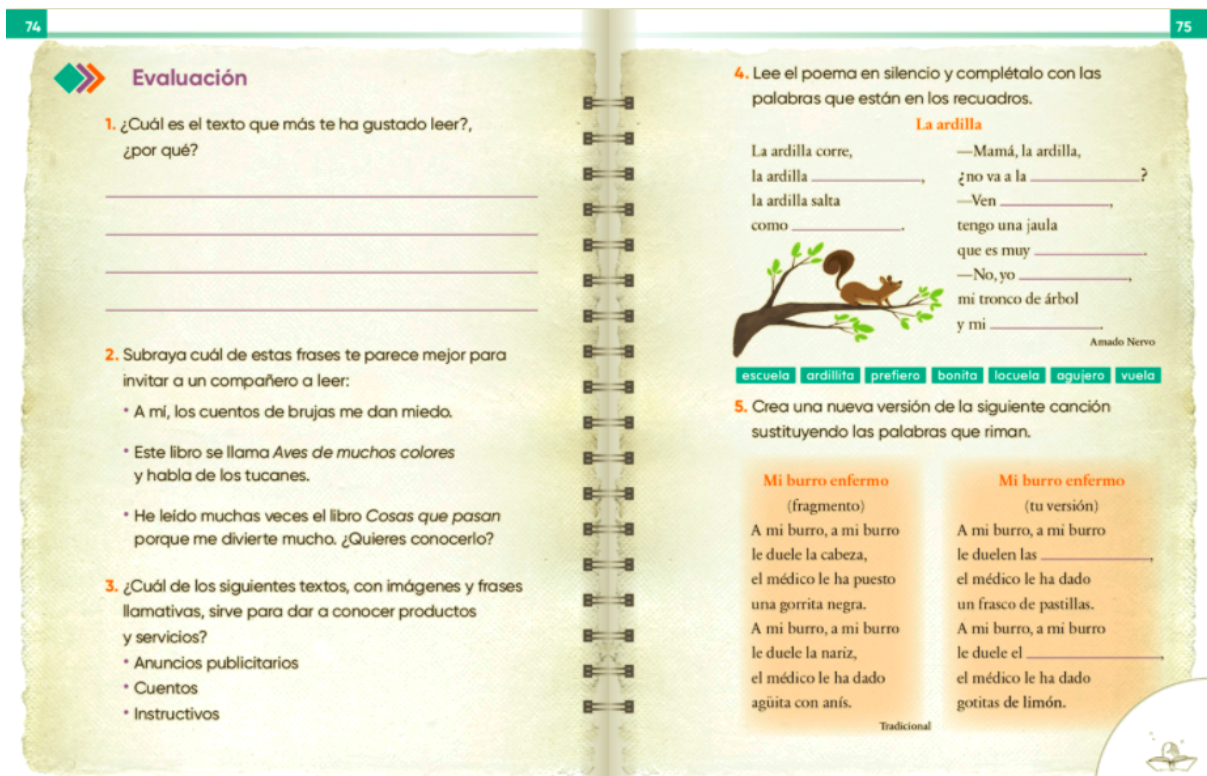 74
Evaluación
1. ¿Cuál es el texto que más te ha gustado leer?,
¿por qué?
2. Subraya cuál de estas frases te parece mejor para
invitar a un compañero a leer:
• A mí, los cuentos de brujas me dan miedo.
• Este libro se llama Aves de muchos colores
y habla de los tucanes.
• He leído muchas veces el libro Cosas que pasan
porque me divierte mucho. ¿Quieres conocerlo?
3. ¿Cuál de los siguientes textos, con imágenes y frases
llamativas, sirve para dar a conocer productos
y servicios?
• Anuncios publicitarios
• Cuentos
• Instructivos
75
4. Lee el poema en silencio y complétalo con las
palabras que están en los recuadros.
La ardilla
La ardilla corre,
la ardilla ____________,
la ardilla salta
como ____________.
—Mamá, la ardilla,
¿no va a la ____________?
—Ven ____________,
tengo una jaula
que es muy ____________.
—No, yo ____________,
mi tronco de árbol
y mi ____________.
Amado Nervo
escuela ardillita prefiero bonita locuela agujero vuela
5. Crea una nueva versión de la siguiente canción
sustituyendo las palabras que riman.
Mi burro enfermo
(fragmento)
A mi burro, a mi burro
le duele la cabeza,
el médico le ha puesto
una gorrita negra.
A mi burro, a mi burro
le duele la nariz,
el médico le ha dado
agüita con anís.
Tradicional
Mi burro enfermo
(tu versión)
A mi burro, a mi burro
le duelen las ____________,
el médico le ha dado
un frasco de pastillas.
A mi burro, a mi burro
le duele el ____________,
el médico le ha dado
gotitas de limón.